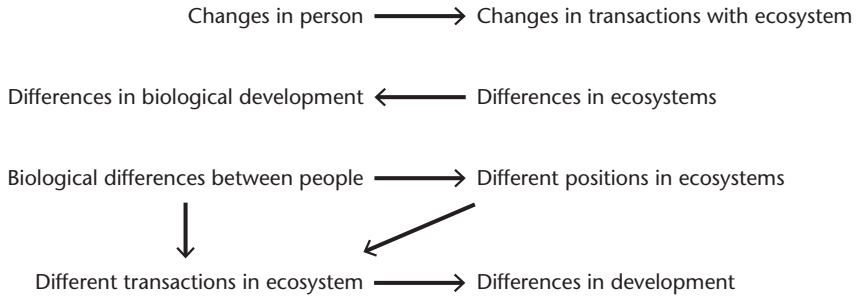 Changes in person
Changes in transactions with ecosystem
Differences in biological development
Differences in ecosystems
Biological differences between people
Different positions in ecosystems
Different transactions in ecosystem
Differences in development